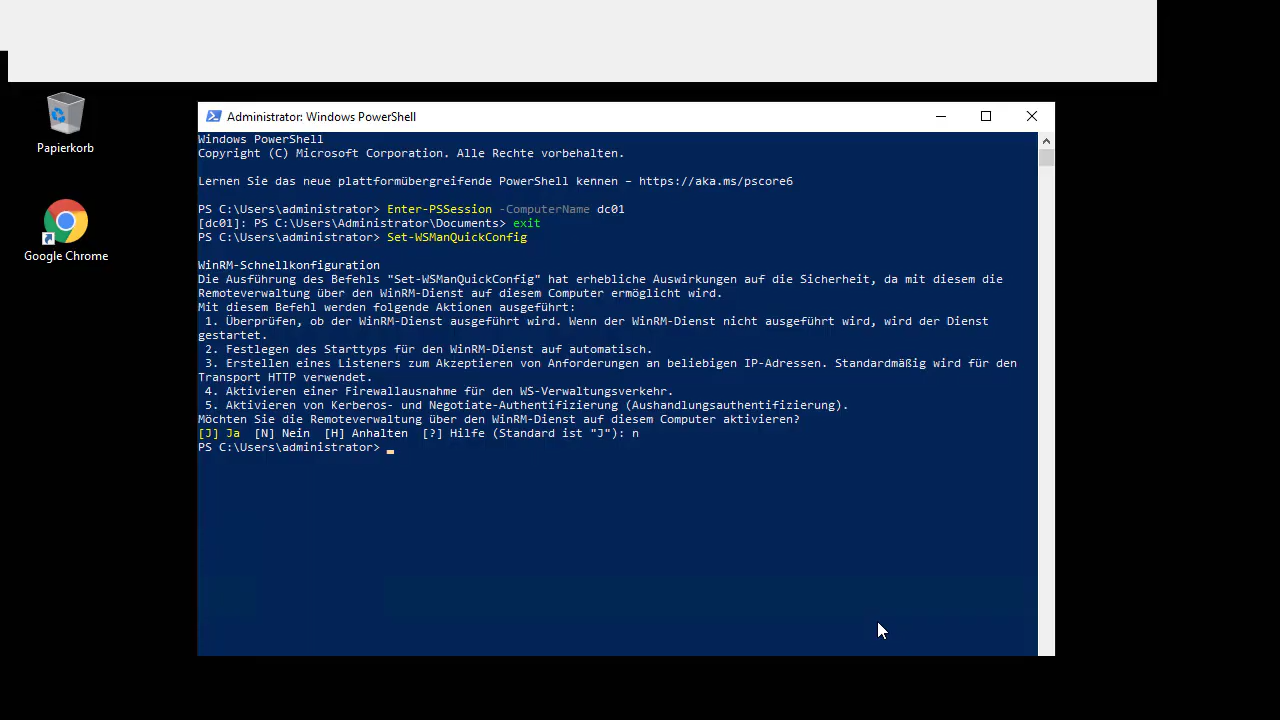 Papierkorb
Google Chrome
Administrator: Windows PowerShell
Windows PowerShell
Copyright (C) Microsoft Corporation. Alle Rechte vorbehalten.
Lernen Sie das neue plattformübergreifende PowerShell kennen – https://aka.ms/pscore6
PS C:\Users\administrator> Enter-PSSession -ComputerName dc01
[dc01]: PS C:\Users\Administrator\Documents> exit
PS C:\Users\administrator> Set-WSManQuickConfig
WinRM-Schnellkonfiguration
Die Ausführung des Befehls "Set-WSManQuickConfig" hat erhebliche Auswirkungen auf die Sicherheit, da mit diesem die
Remoteverwaltung über den WinRM-Dienst auf diesem Computer ermöglicht wird.
Mit diesem Befehl werden folgende Aktionen ausgeführt:
1. Überprüfen, ob der WinRM-Dienst ausgeführt wird. Wenn der WinRM-Dienst nicht ausgeführt wird, wird der Dienst
gestartet.
2. Festlegen des Starttyps für den WinRM-Dienst auf automatisch.
3. Erstellen eines Listeners zum Akzeptieren von Anforderungen an beliebigen IP-Adressen. Standardmäßig wird für den
Transport HTTP verwendet.
4. Aktivieren einer Firewallausnahme für den WS-Verwaltungsverkehr.
5. Aktivieren von Kerberos- und Negotiate-Authentifizierung (Aushandlungsauthentifizierung).
Möchten Sie die Remoteverwaltung über den WinRM-Dienst auf diesem Computer aktivieren?
[J] Ja  [N] Nein  [H] Anhalten  [?] Hilfe (Standard ist "J"): n
PS C:\Users\administrator>